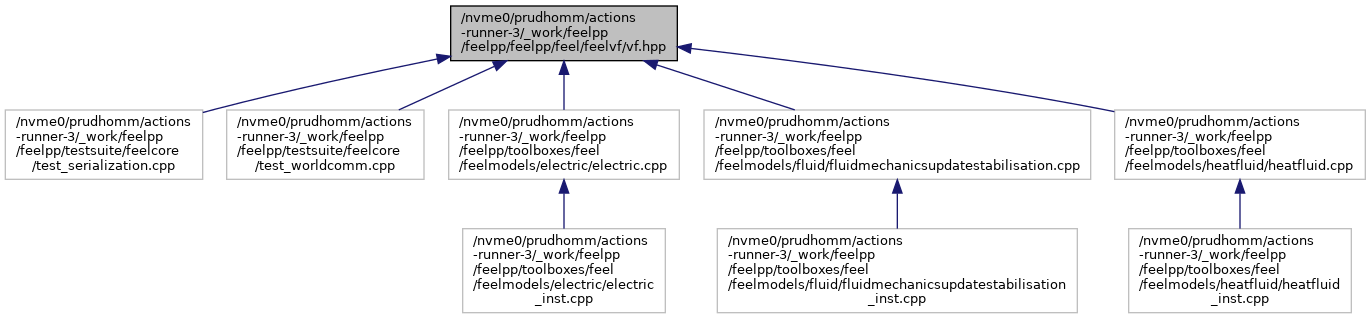 /nvme0/prudhomm/actions
-runner-3/_work/feelpp
/feelpp/feelpp/feel/feelvf/vf.hpp
/nvme0/prudhomm/actions
-runner-3/_work/feelpp
/feelpp/testsuite/feelcore
/test_serialization.cpp
/nvme0/prudhomm/actions
-runner-3/_work/feelpp
/feelpp/testsuite/feelcore
/test_worldcomm.cpp
/nvme0/prudhomm/actions
-runner-3/_work/feelpp
/feelpp/toolboxes/feel
/feelmodels/electric/electric.cpp
/nvme0/prudhomm/actions
-runner-3/_work/feelpp
/feelpp/toolboxes/feel
/feelmodels/fluid/fluidmechanicsupdatestabilisation.cpp
/nvme0/prudhomm/actions
-runner-3/_work/feelpp
/feelpp/toolboxes/feel
/feelmodels/heatfluid/heatfluid.cpp
/nvme0/prudhomm/actions
-runner-3/_work/feelpp
/feelpp/toolboxes/feel
/feelmodels/electric/electric
_inst.cpp
/nvme0/prudhomm/actions
-runner-3/_work/feelpp
/feelpp/toolboxes/feel
/feelmodels/fluid/fluidmechanicsupdatestabilisation
_inst.cpp
/nvme0/prudhomm/actions
-runner-3/_work/feelpp
/feelpp/toolboxes/feel
/feelmodels/heatfluid/heatfluid
_inst.cpp